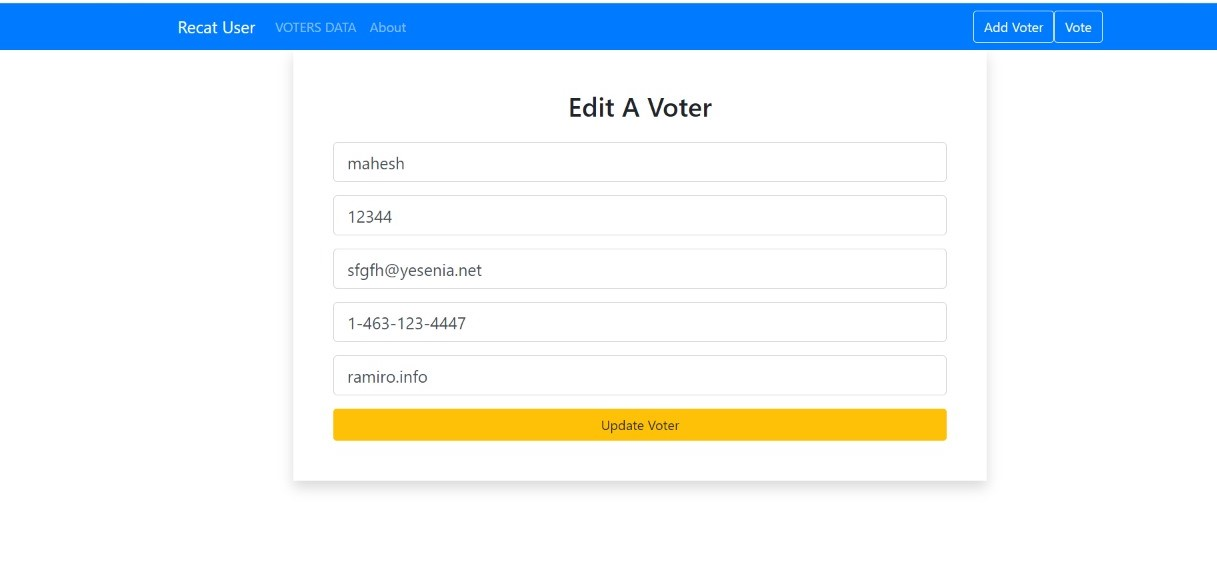 Recat User VOTERS DATA About Add Voter Vote
Edit A Voter
mahesh
12344
sfgfh@yesenia.net
1-463-123-4447
ramiro.info
Update Voter